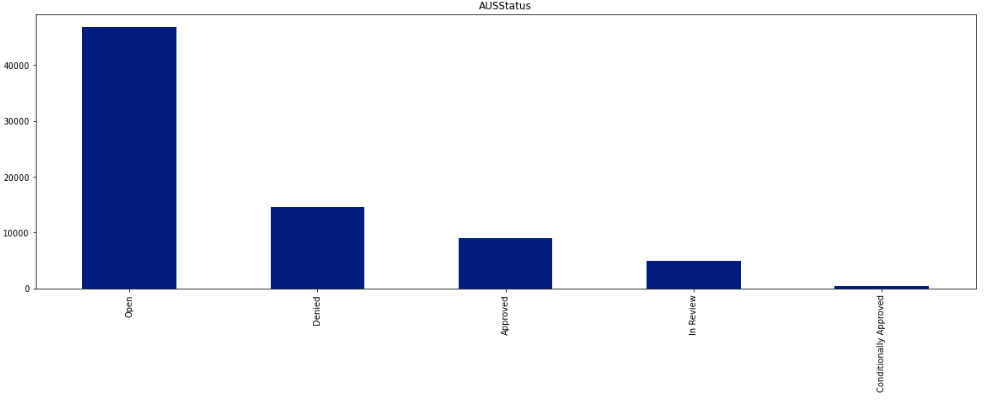 AUSStatus
40000
30000
20000
10000
0
Open
Denied
Approved
In Review
Conditionally Approved